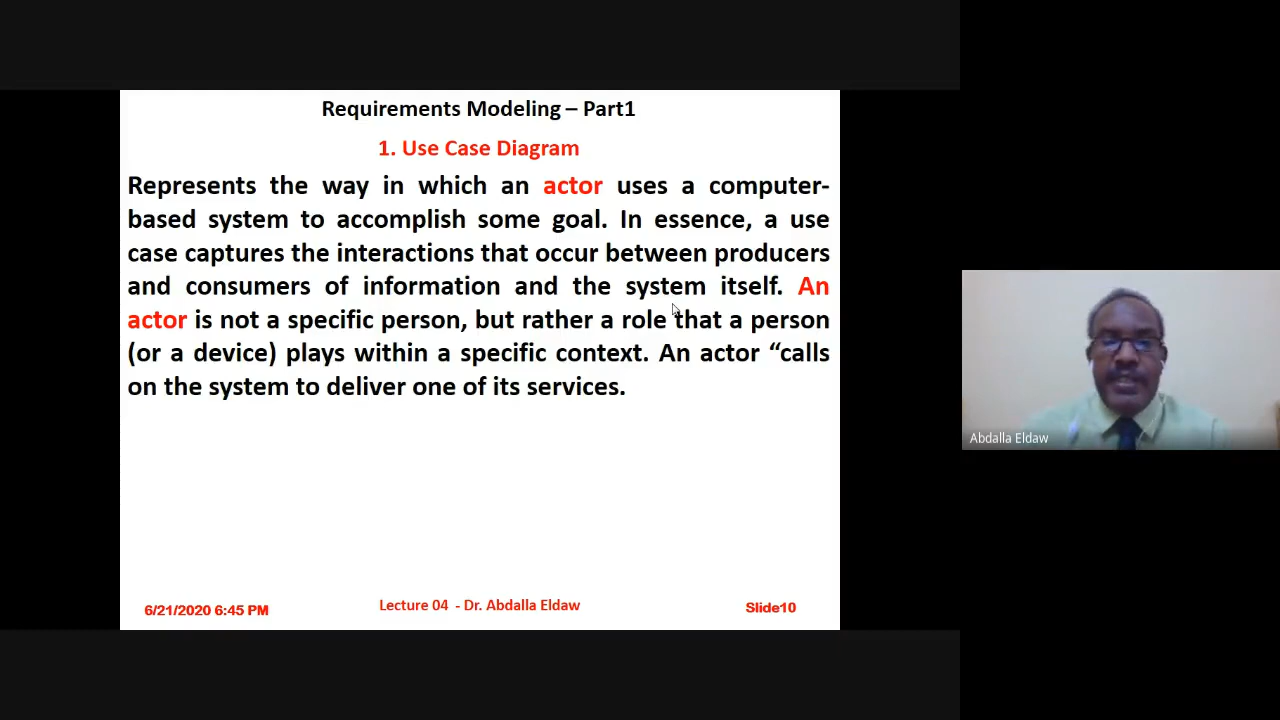 Requirements Modeling – Part1
1. Use Case Diagram
Represents the way in which an actor uses a computer-
based system to accomplish some goal. In essence, a use
case captures the interactions that occur between producers
and consumers of information and the system itself. An
actor is not a specific person, but rather a role that a person
(or a device) plays within a specific context. An actor “calls
on the system to deliver one of its services.
6/21/2020 6:45 PM
Lecture 04 - Dr. Abdalla Eldaw
Slide10
Abdalla Eldaw